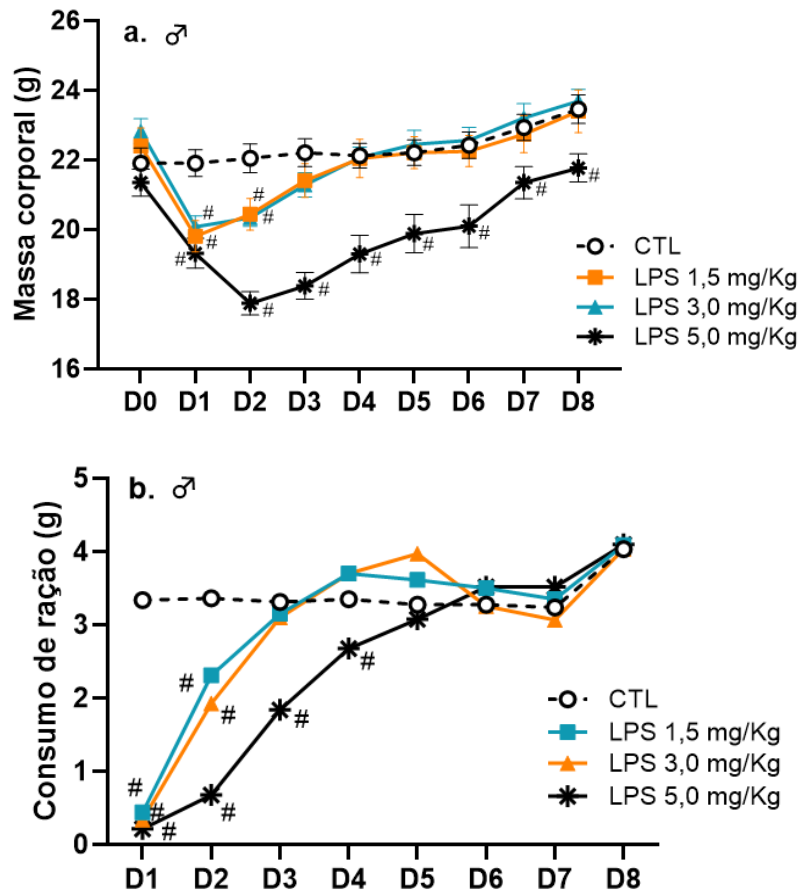 a. ♂
Massa corporal (g)
26
24
22
20
18
16
# # # # # # # # # # # #
CTL
LPS 1,5 mg/Kg
LPS 3,0 mg/Kg
LPS 5,0 mg/Kg
D0 D1 D2 D3 D4 D5 D6 D7 D8
b. ♂
Consumo de ração (g)
5
4
3
2
1
0
# # # # # # # #
CTL
LPS 1,5 mg/Kg
LPS 3,0 mg/Kg
LPS 5,0 mg/Kg
D1 D2 D3 D4 D5 D6 D7 D8